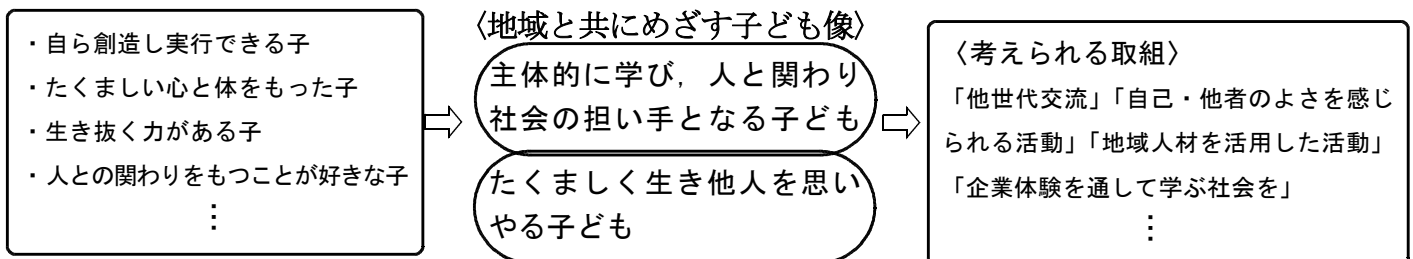 ・自ら創造し実行できる子
・たくましい心と体をもった子
・生き抜く力がある子
・人との関わりをもつことが好きな子
⋮
〈地域と共にめざす子ども像〉
主体的に学び，人と関わり
社会の担い手となる子ども
たくましく生き他人を思い
やる子ども
〈考えられる取組〉
「他世代交流」「自己・他者のよさを感じ
られる活動」「地域人材を活用した活動」
「企業体験を通して学ぶ社会を」
⋮